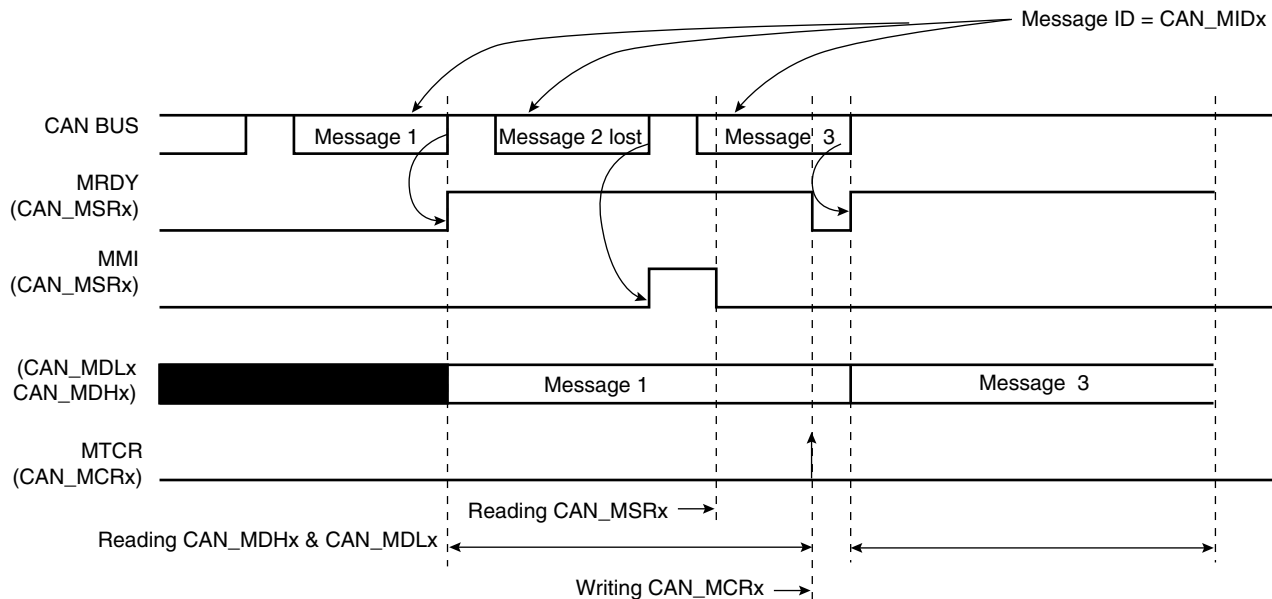 Message ID = CAN_MIDx
CAN BUS
Message 1
Message 2 lost
Message 3
MRDY
(CAN_MSRx)
MMI
(CAN_MSRx)
(CAN_MDLx
CAN_MDHx)
Message 1
Message 3
MTCR
(CAN_MCRx)
Reading CAN_MSRx
Reading CAN_MDHx & CAN_MDLx
Writing CAN_MCRx